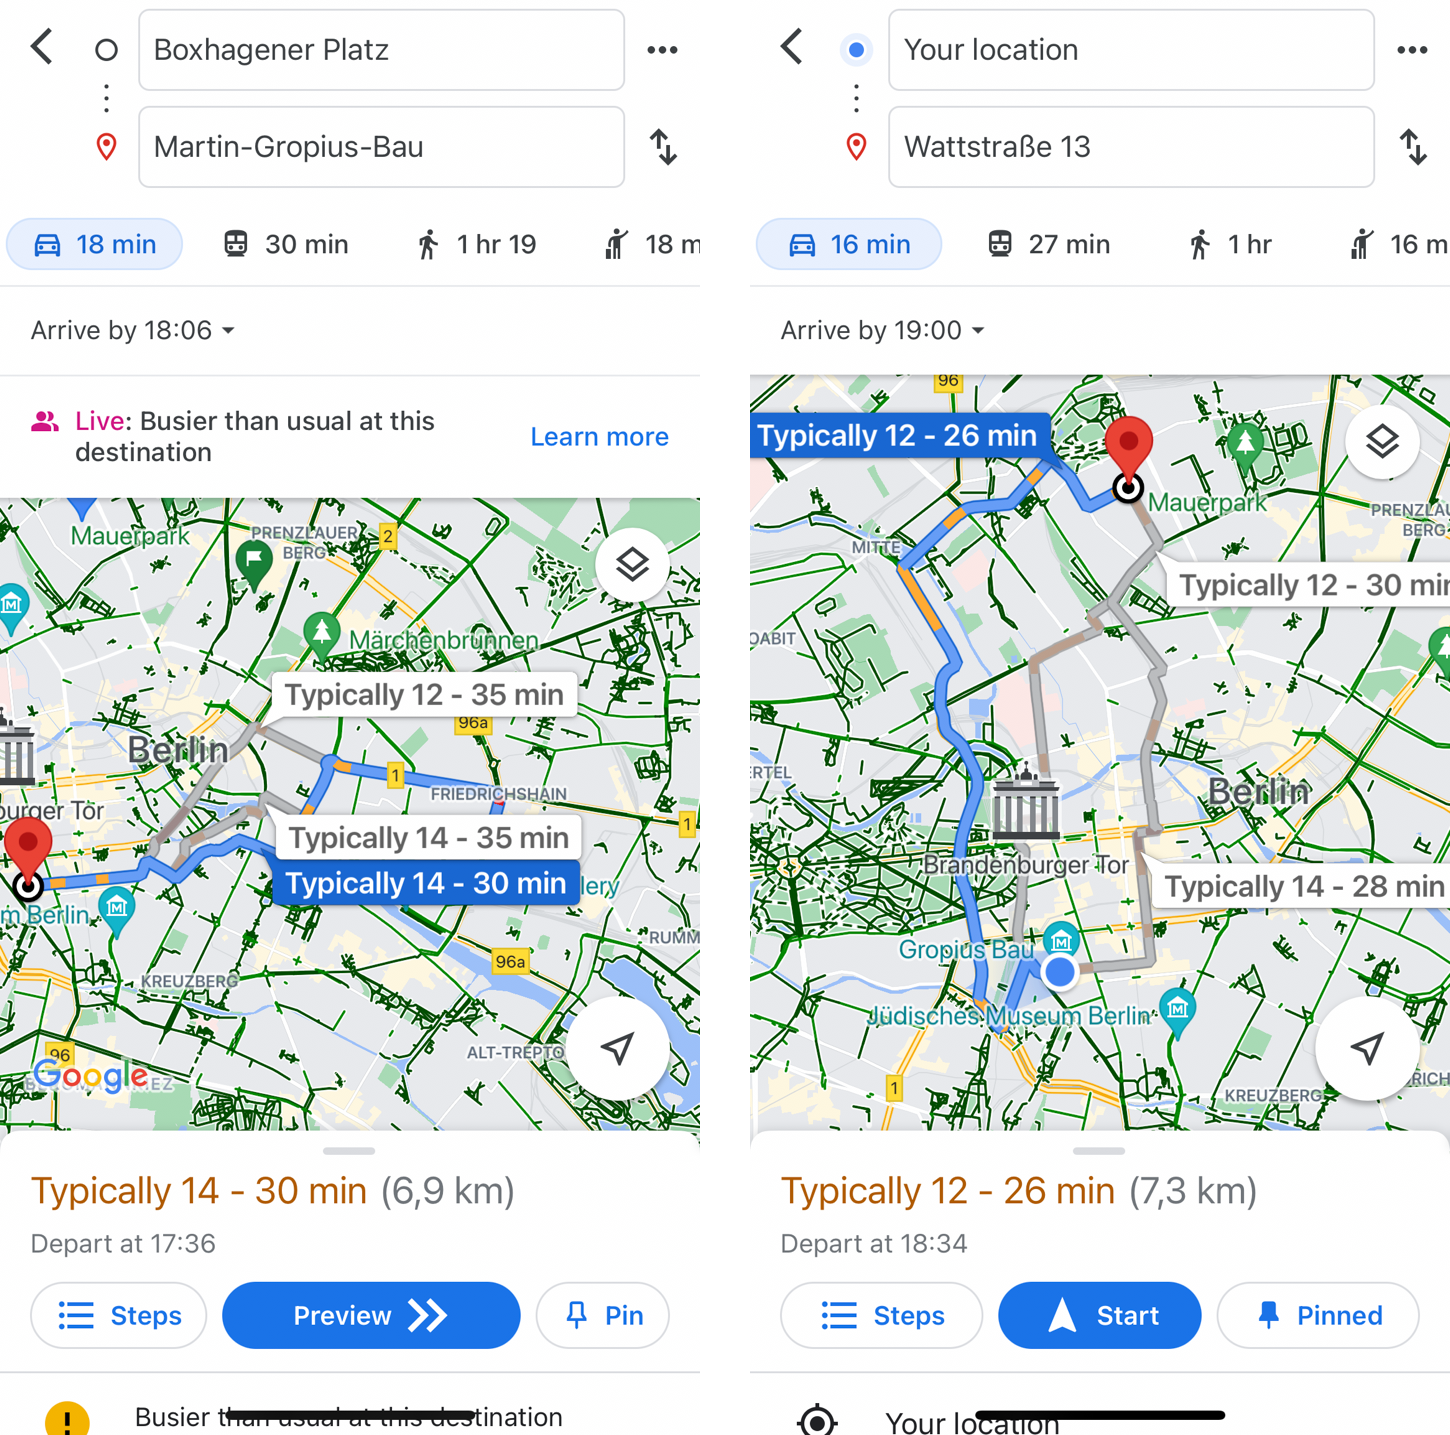 Boxhagener Platz
Martin-Gropius-Bau
18 min
30 min
1 hr 19
18 m
Arrive by 18:06
Live: Busier than usual at this
destination
Learn more
Mauerpark
PRENZLAUER
BERG
2
Märchenbrunnen
Typically 12 - 35 min
96a
Berlin
1
FRIEDRICHSHAIN
burger Tor
1
Typically 14 - 35 min
Typically 14 - 30 min
lery
m Berlin
RUMM
96a
KREUZBERG
96
ALT-TREPTO
Google
Typically 14 - 30 min (6,9 km)
Depart at 17:36
Steps
Preview
Pin
Busier than usual at this destination
Your location
Wattstraße 13
16 min
27 min
1 hr
16 m
Arrive by 19:00
96
Typically 12 - 26 min
Mauerpark
PRENZLAU
BERG
MITTE
Typically 12 - 30 min
OABIT
ERTEL
Berlin
Brandenburger Tor
Typically 14 - 28 min
Gropius Bau
Jüdisches Museum Berlin
1
KREUZBERG
RICH
Typically 12 - 26 min (7,3 km)
Depart at 18:34
Steps
Start
Pinned
Your location